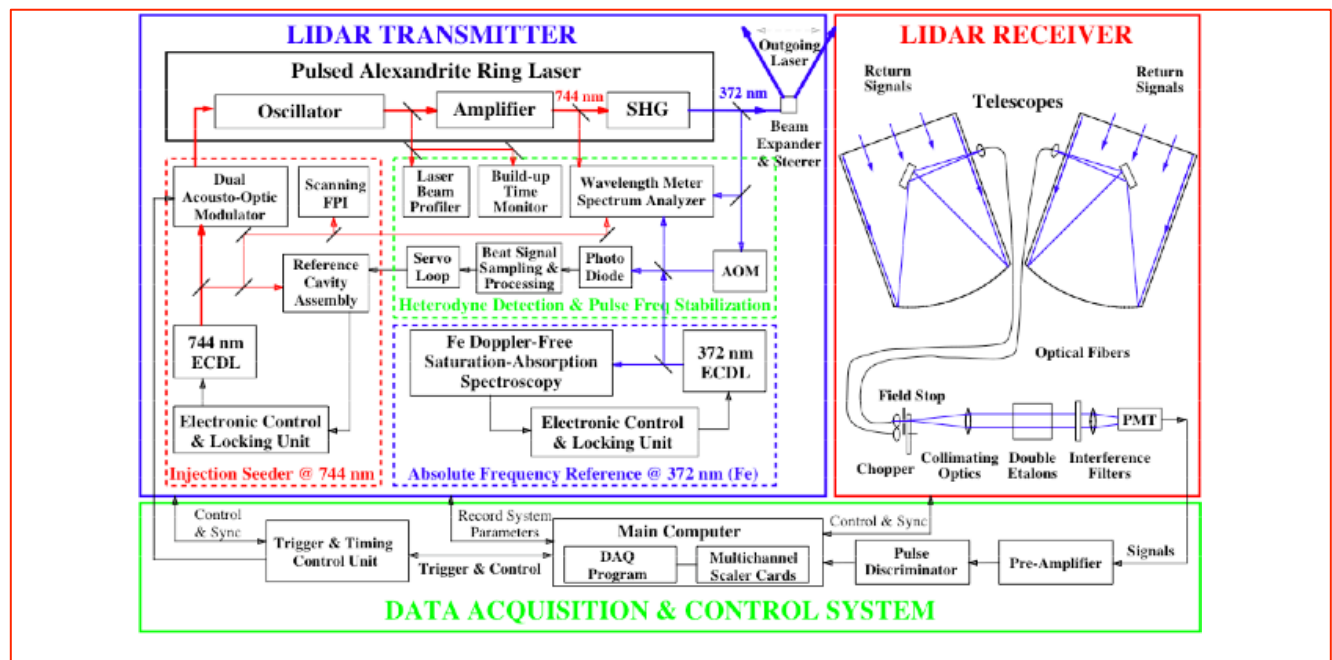 LIDAR TRANSMITTER
Pulsed Alexandrite Ring Laser
Oscillator
Amplifier
744 nm
SHG
372 nm
Outgoing
Laser
Beam
Expander
& Steerer
Dual
Acousto-Optic
Modulator
Scanning
FPI
Laser
Beam
Profiler
Build-up
Time
Monitor
Wavelength Meter
Spectrum Analyzer
Reference
Cavity
Assembly
Servo
Loop
Beat Signal
Sampling &
Processing
Photo
Diode
AOM
Heterodyne Detection & Pulse Freq Stabilization
744 nm
ECDL
Electronic Control
& Locking Unit
Injection Seeder @ 744 nm
Fe Doppler-Free
Saturation-Absorption
Spectroscopy
372 nm
ECDL
Electronic Control
& Locking Unit
Absolute Frequency Reference @ 372 nm (Fe)
LIDAR RECEIVER
Return
Signals
Telescopes
Return
Signals
Optical Fibers
Field Stop
PMT
Chopper
Collimating
Optics
Double
Etalons
Interference
Filters
Control
& Sync
Trigger & Timing
Control Unit
Record System
Parameters
Trigger & Control
Main Computer
DAQ
Program
Multichannel
Scaler Cards
Control & Sync
Pulse
Discriminator
Pre-Amplifier
Signals
DATA ACQUISITION & CONTROL SYSTEM